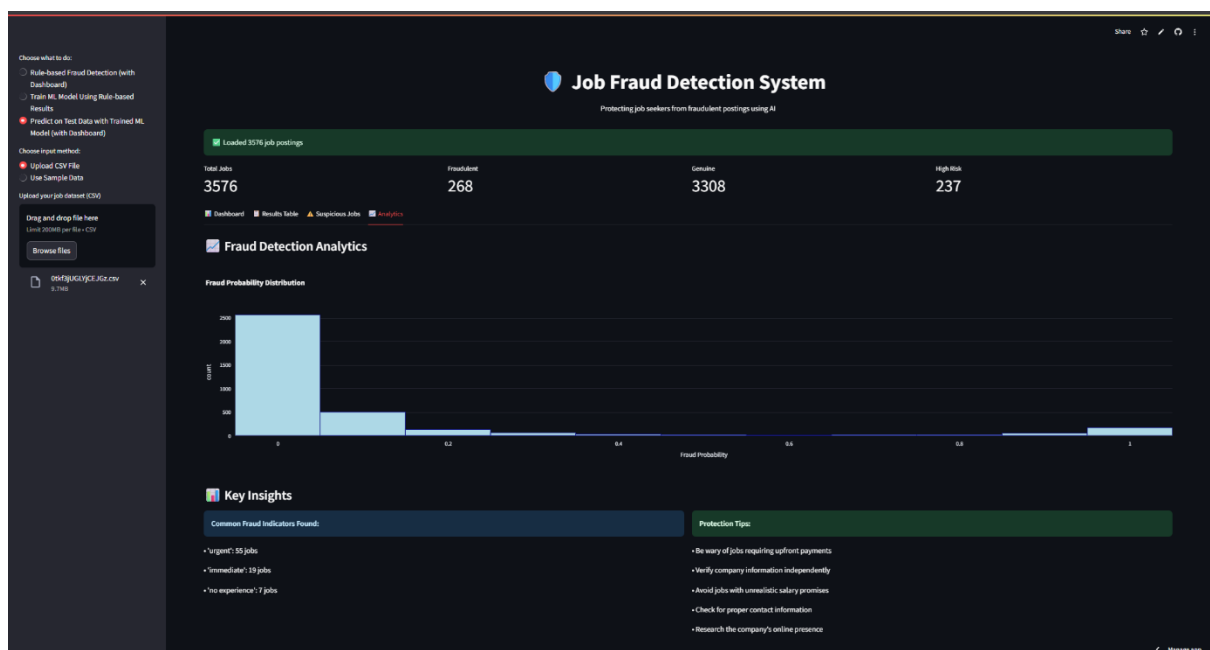 Share
Choose what to do:
Rule-based Fraud Detection (with
Dashboard)
Train ML Model Using Rule-based
Results
Predict on Test Data with Trained ML
Model (with Dashboard)
Choose input method:
Upload CSV File
Use Sample Data
Upload your job dataset (CSV)
Drag and drop file here
Limit 200MB per file • CSV
Browse files
9.7MB
Job Fraud Detection System
Protecting job seekers from fraudulent postings using AI
Loaded 3576 job postings
Total Jobs Fraudulent Genuine High Risk
3576 268 3308 237
Dashboard Results Table Suspicious Jobs Analytics
Fraud Detection Analytics
Fraud Probability Distribution
2500
2000
1500
1000
500
0
count
0 0.2 0.4 0.6 0.8 1
Fraud Probability
Key Insights
Common Fraud Indicators Found:
• 'urgent': 55 jobs
• 'immediate': 19 jobs
• 'no experience': 7 jobs
Protection Tips:
• Be wary of jobs requiring upfront payments
• Verify company information independently
• Avoid jobs with unrealistic salary promises
• Check for proper contact information
• Research the company's online presence